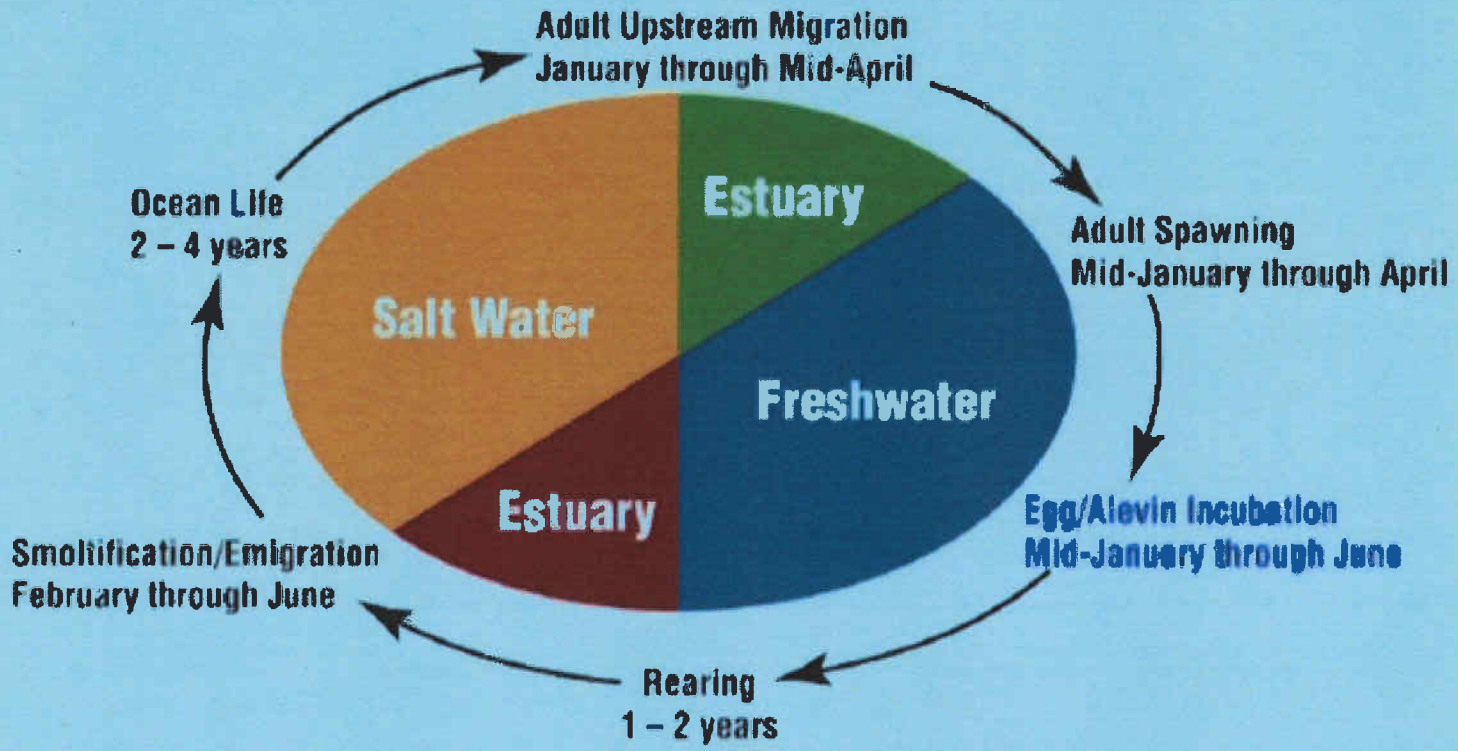 Adult Upstream Migration
January through Mid-April
Estuary
Ocean Life
2 – 4 years
Adult Spawning
Mid-January through April
Salt Water
Freshwater
Estuary
Egg/Alevin Incubation
Mid-January through June
Smoltification/Emigration
February through June
Rearing
1 – 2 years